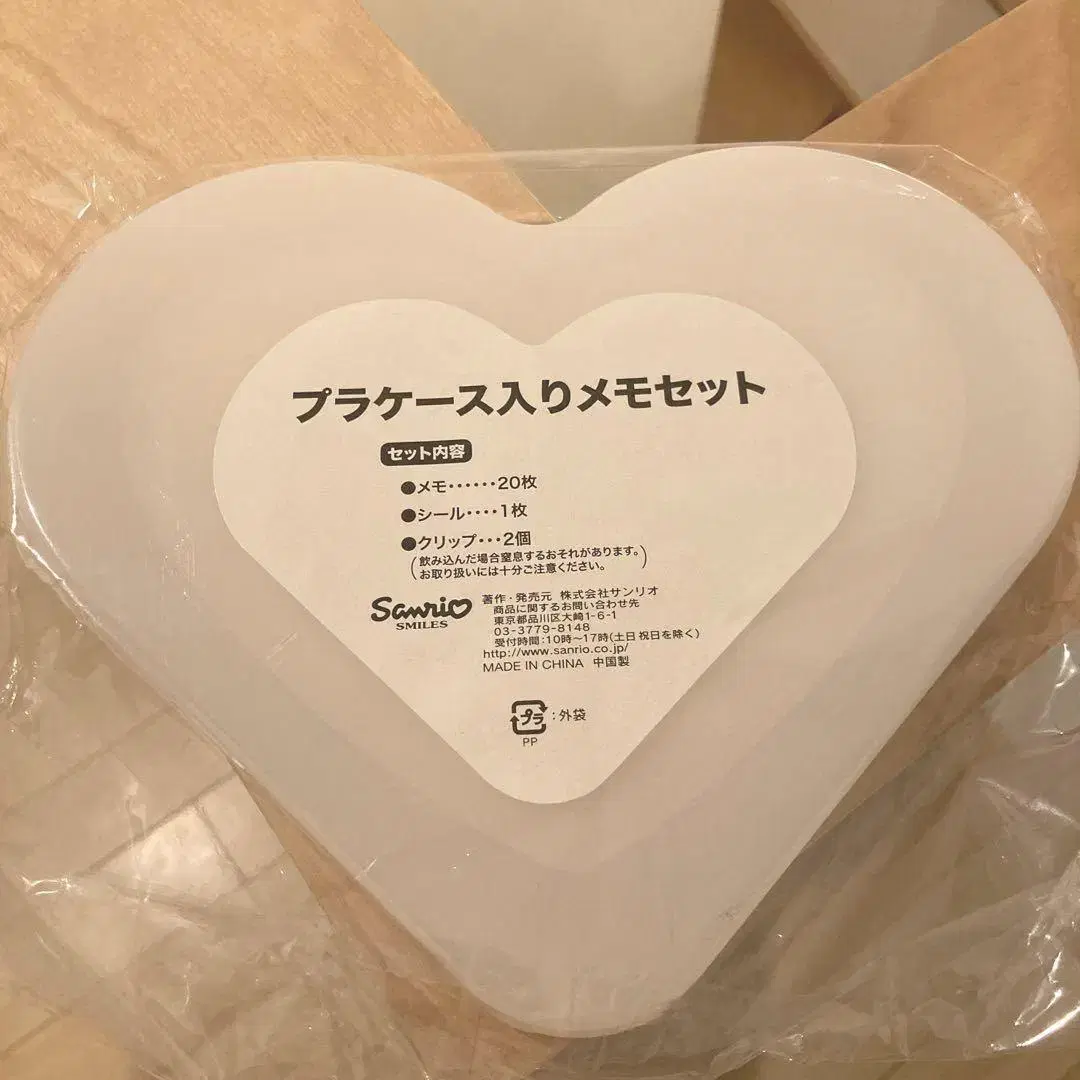 プラケース入りメモセット
セット内容
●メモ‥‥‥20枚
●シール‥‥1枚
●クリップ‥・2個
(飲み込んだ場合窒息するおそれがあります。
お取り扱いには十分ご注意ください。)
Sanrio
SMILES
著作・発売元 株式会社サンリオ
商品に関するお問い合わせ先
東京都品川区大崎1-6-1
03-3779-8148
受付時間:10時～17時(土日祝日を除く)
http://www.sanrio.co.jp/
MADE IN CHINA 中国製
プラ:外袋
PP